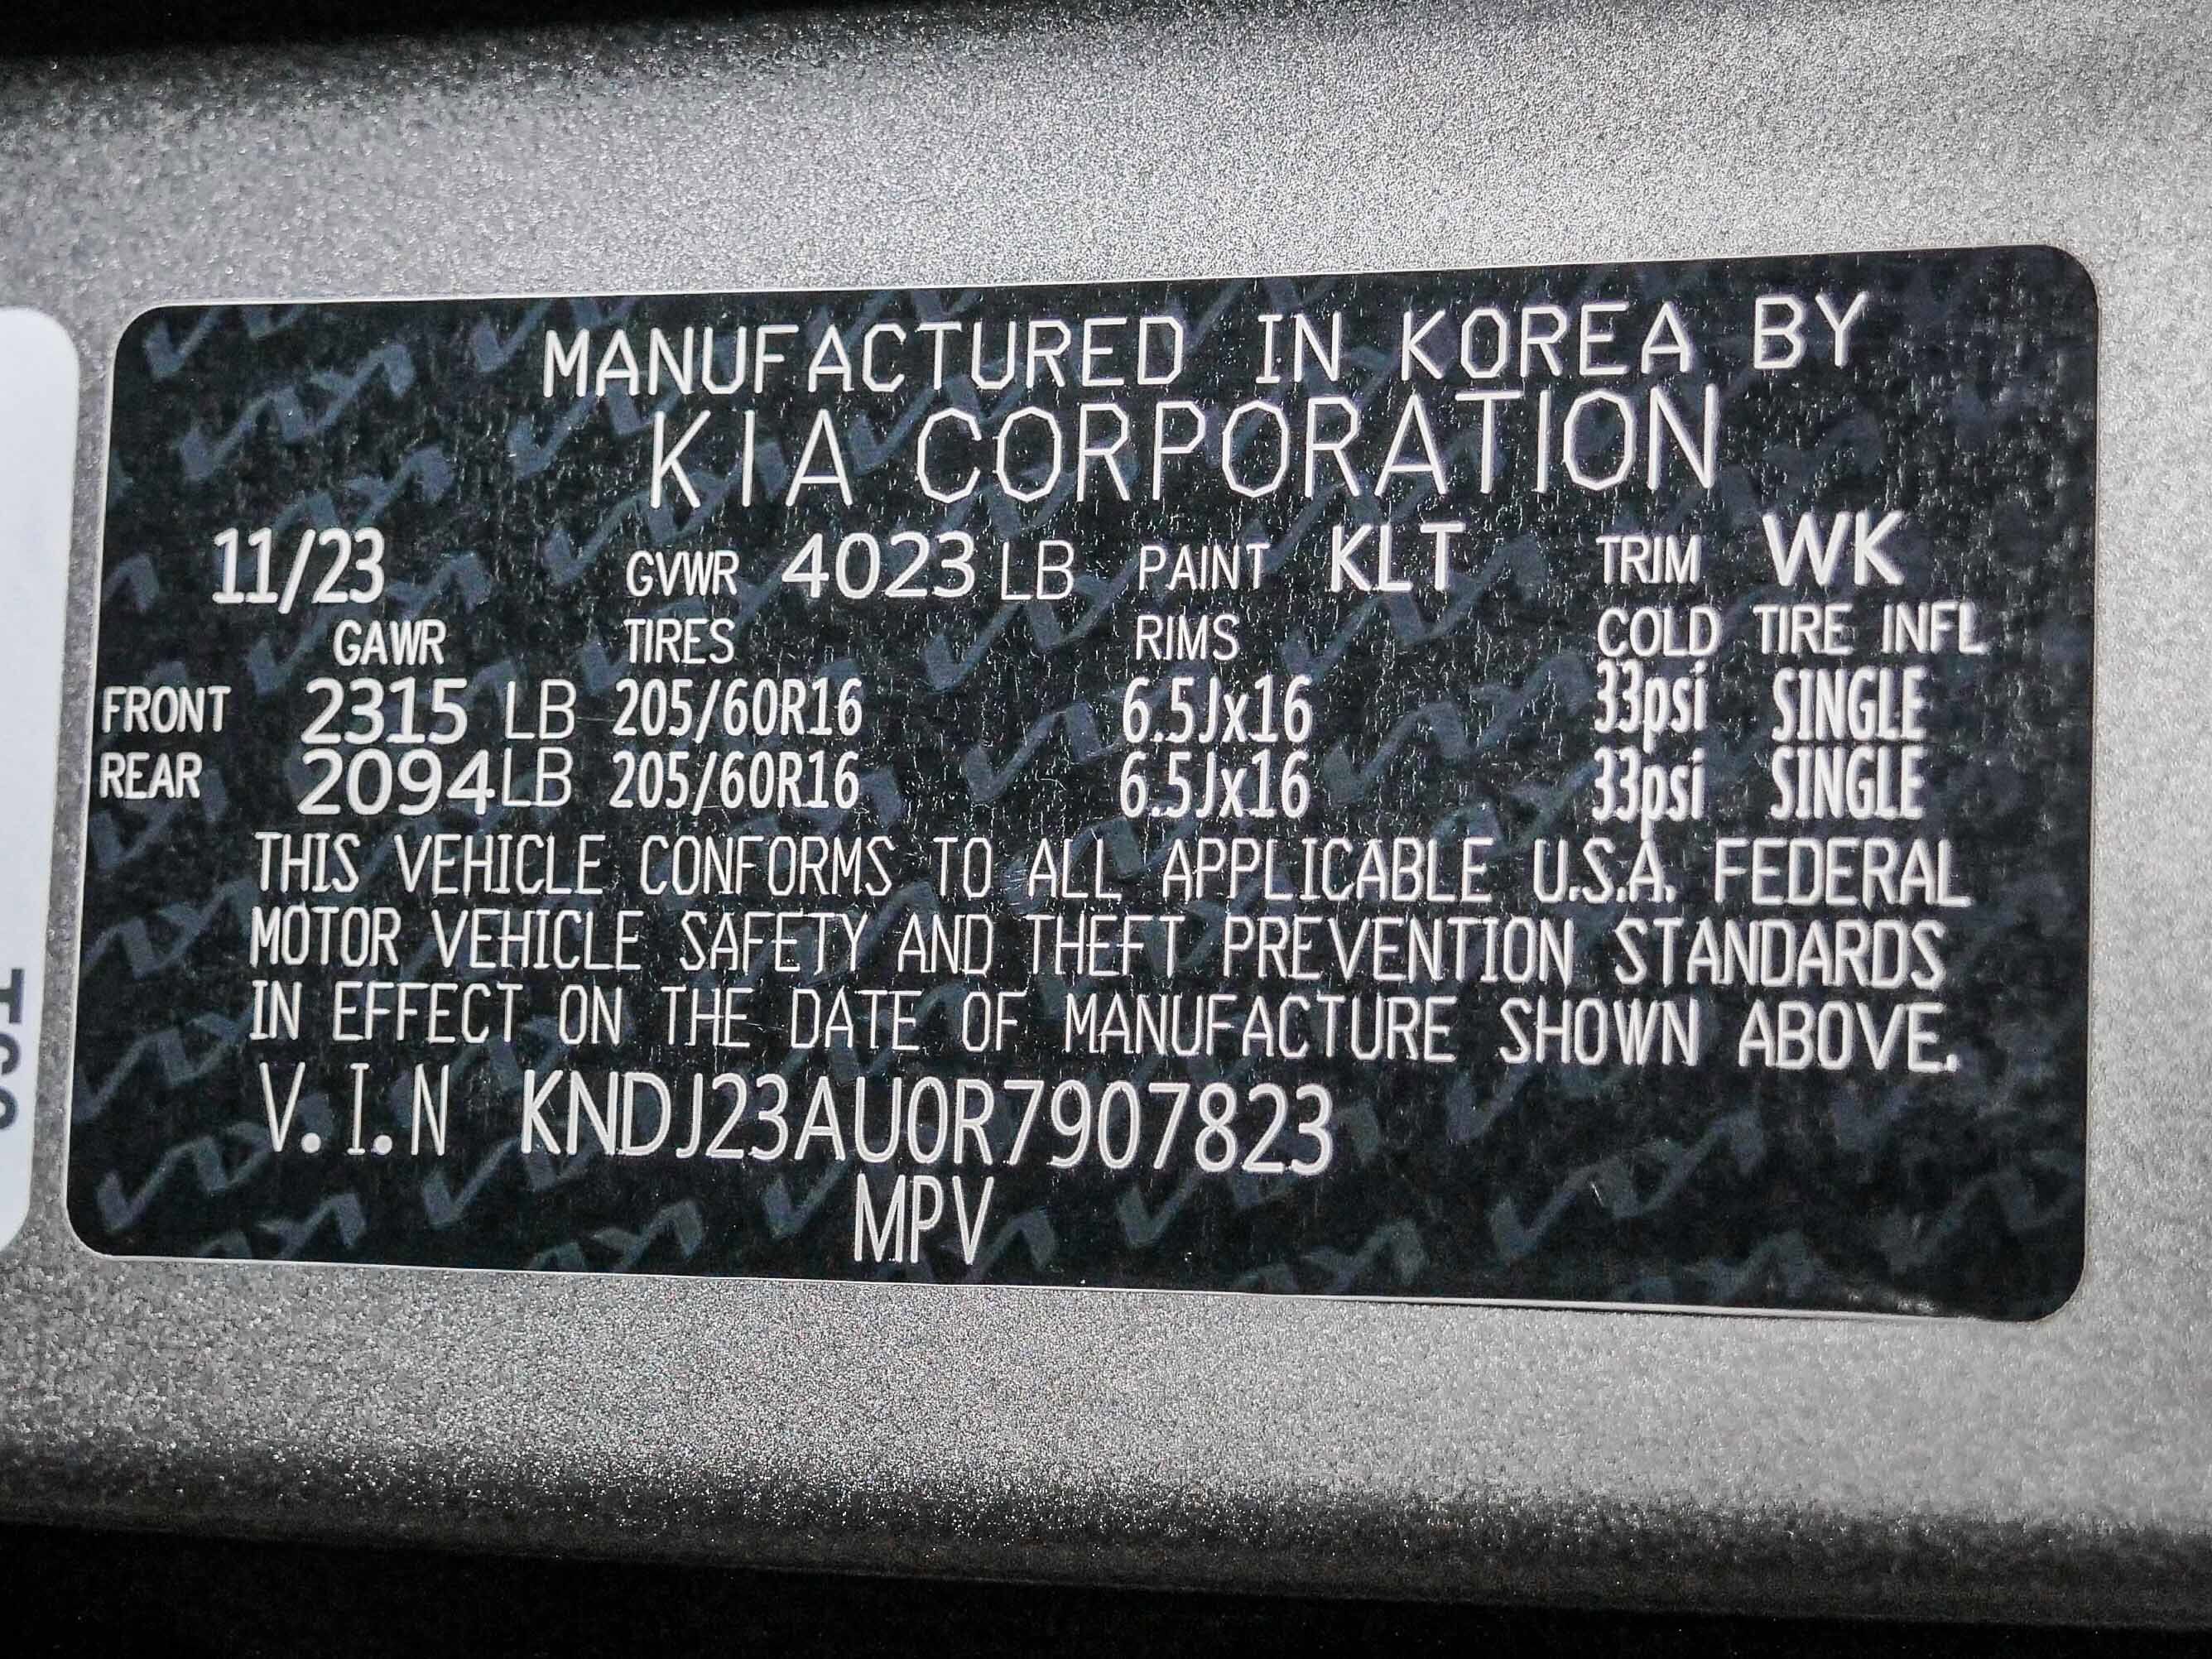 MANUFACTURED IN KOREA BY
KIA CORPORATION
11/23 GVWR 4023 LB PAINT KLT TRIM WK
GAWR TIRES RIMS COLD TIRE INFL
FRONT 2315 LB 205/60R16 6.5Jx16 33psi SINGLE
REAR 2094 LB 205/60R16 6.5Jx16 33psi SINGLE
THIS VEHICLE CONFORMS TO ALL APPLICABLE U.S.A. FEDERAL
MOTOR VEHICLE SAFETY AND THEFT PREVENTION STANDARDS
IN EFFECT ON THE DATE OF MANUFACTURE SHOWN ABOVE.
V.I.N KNDJ23AU0R7907823
MPV